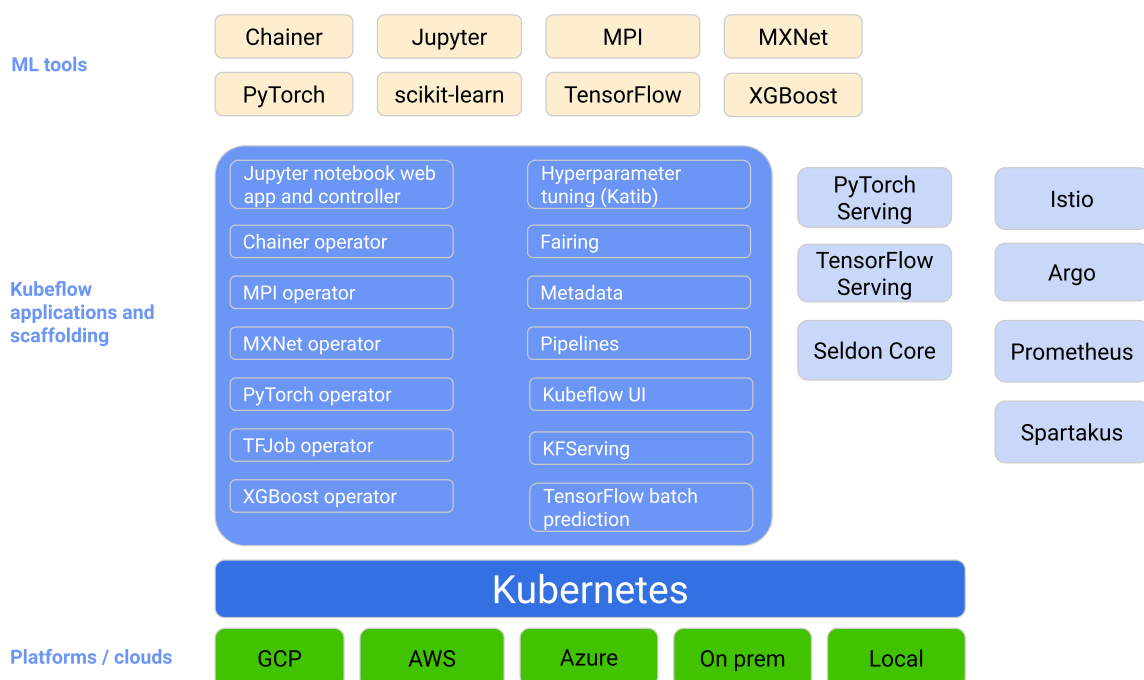 ML tools
Chainer
Jupyter
MPI
MXNet
PyTorch
scikit-learn
TensorFlow
XGBoost
Kubeflow
applications and
scaffolding
Jupyter notebook web
app and controller
Chainer operator
MPI operator
MXNet operator
PyTorch operator
TFJob operator
XGBoost operator
Hyperparameter
tuning (Katib)
Fairing
Metadata
Pipelines
Kubeflow UI
KFServing
TensorFlow batch
prediction
PyTorch
Serving
TensorFlow
Serving
Seldon Core
Istio
Argo
Prometheus
Spartakus
Kubernetes
Platforms / clouds
GCP
AWS
Azure
On prem
Local